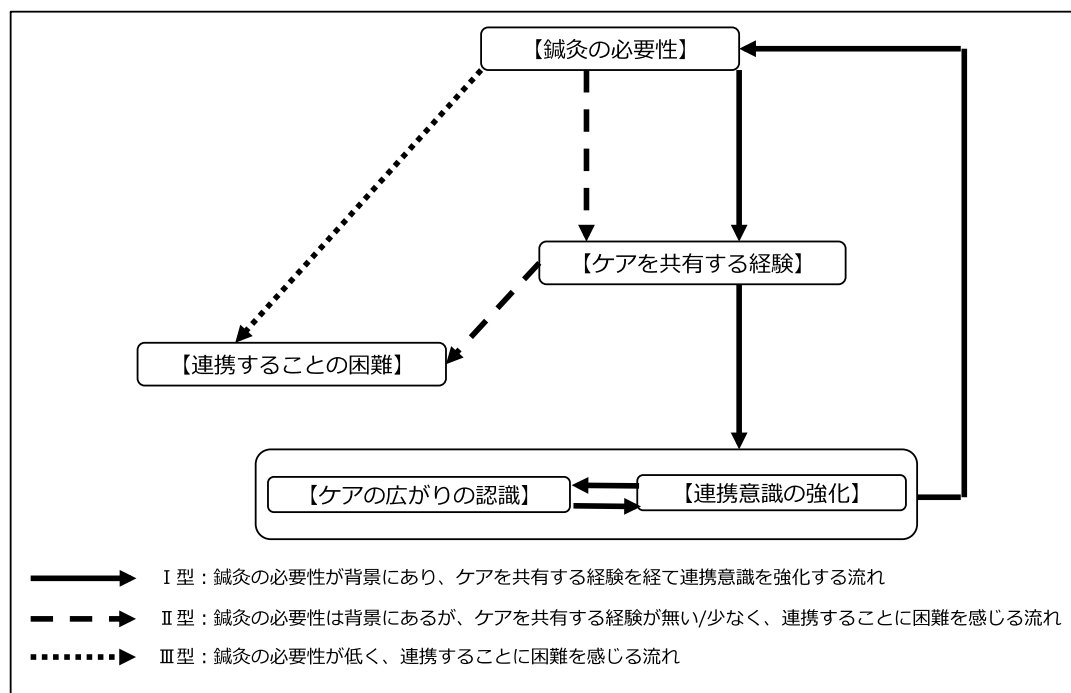 【鍼灸の必要性】
【ケアを共有する経験】
【連携することの困難】
【ケアの広がりの認識】
【連携意識の強化】
Ⅰ型：鍼灸の必要性が背景にあり、ケアを共有する経験を経て連携意識を強化する流れ
Ⅱ型：鍼灸の必要性は背景にあるが、ケアを共有する経験が無い/少なく、連携することに困難を感じる流れ
Ⅲ型：鍼灸の必要性が低く、連携することに困難を感じる流れ